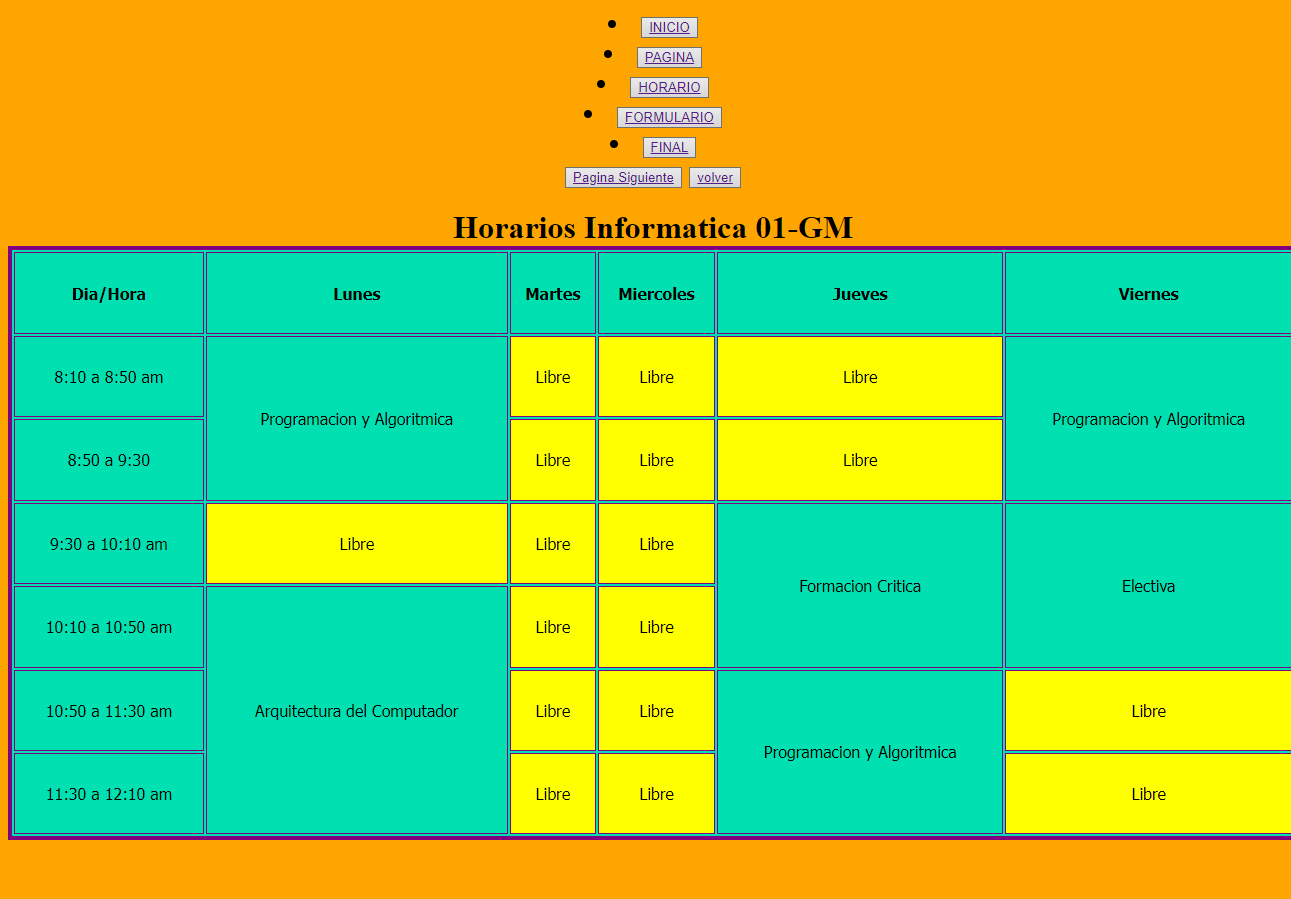 INICIO
PAGINA
HORARIO
FORMULARIO
FINAL
Pagina Siguiente volver
Horarios Informatica 01-GM
Dia/Hora Lunes Martes Miercoles Jueves Viernes
8:10 a 8:50 am Programacion y Algoritmica Libre Libre Libre Programacion y Algoritmica
8:50 a 9:30 Libre Libre Libre
9:30 a 10:10 am Libre Libre Libre Formacion Critica Electiva
10:10 a 10:50 am Arquitectura del Computador Libre Libre
10:50 a 11:30 am Libre Libre Programacion y Algoritmica Libre
11:30 a 12:10 am Libre Libre Libre